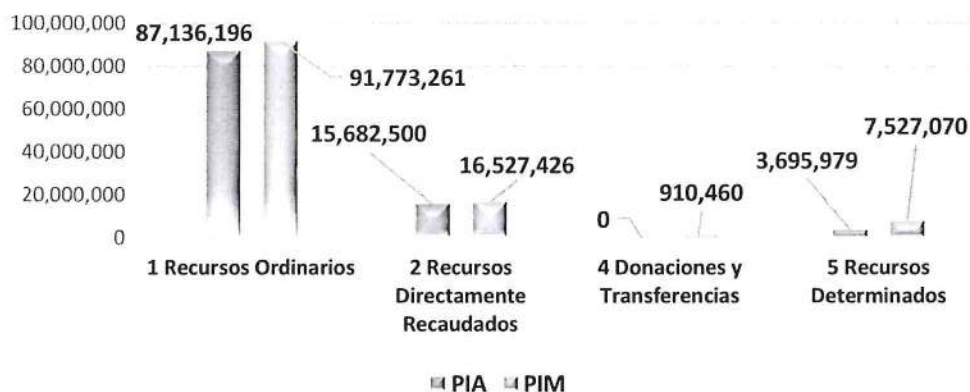 100,000,000
80,000,000
60,000,000
40,000,000
20,000,000
0
87,136,196
91,773,261
15,682,500
16,527,426
0
910,460
3,695,979
7,527,070
1 Recursos Ordinarios
2 Recursos
Directamente
Recaudados
4 Donaciones y
Transferencias
5 Recursos
Determinados
PIA PIM